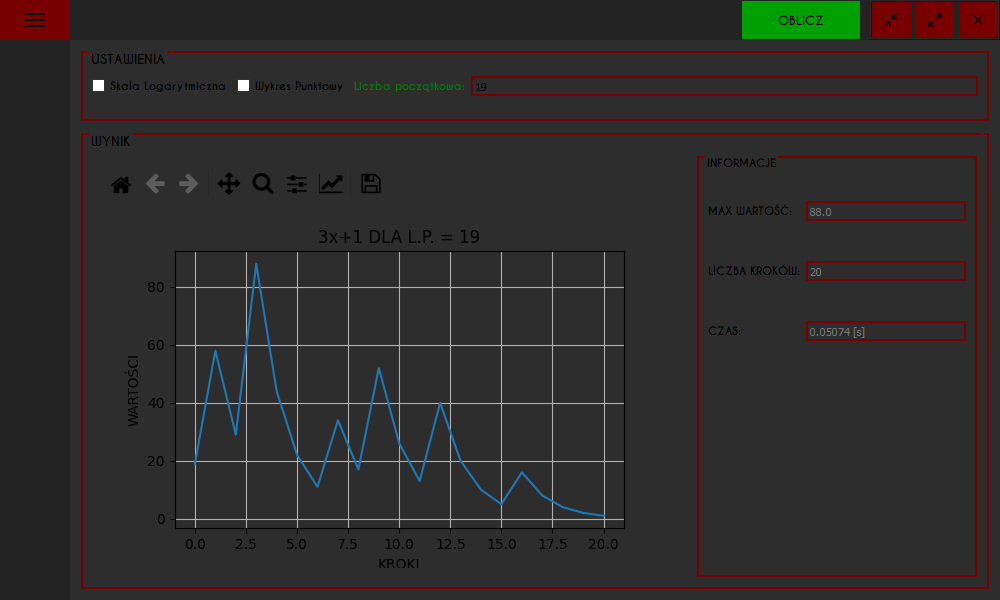 OBLICZ
USTAWIENIA
Skala Logarytmiczna
Wykres Punktowy
Liczba początkowa:
19
WYNIK
INFORMACJE
MAX WARTOŚĆ:
88.0
LICZBA KROKÓW:
20
CZAS:
0.05074 [s]
3x+1 DLA L.P. = 19
WARTOŚCI
80
60
40
20
0
0.0 2.5 5.0 7.5 10.0 12.5 15.0 17.5 20.0
KROKI